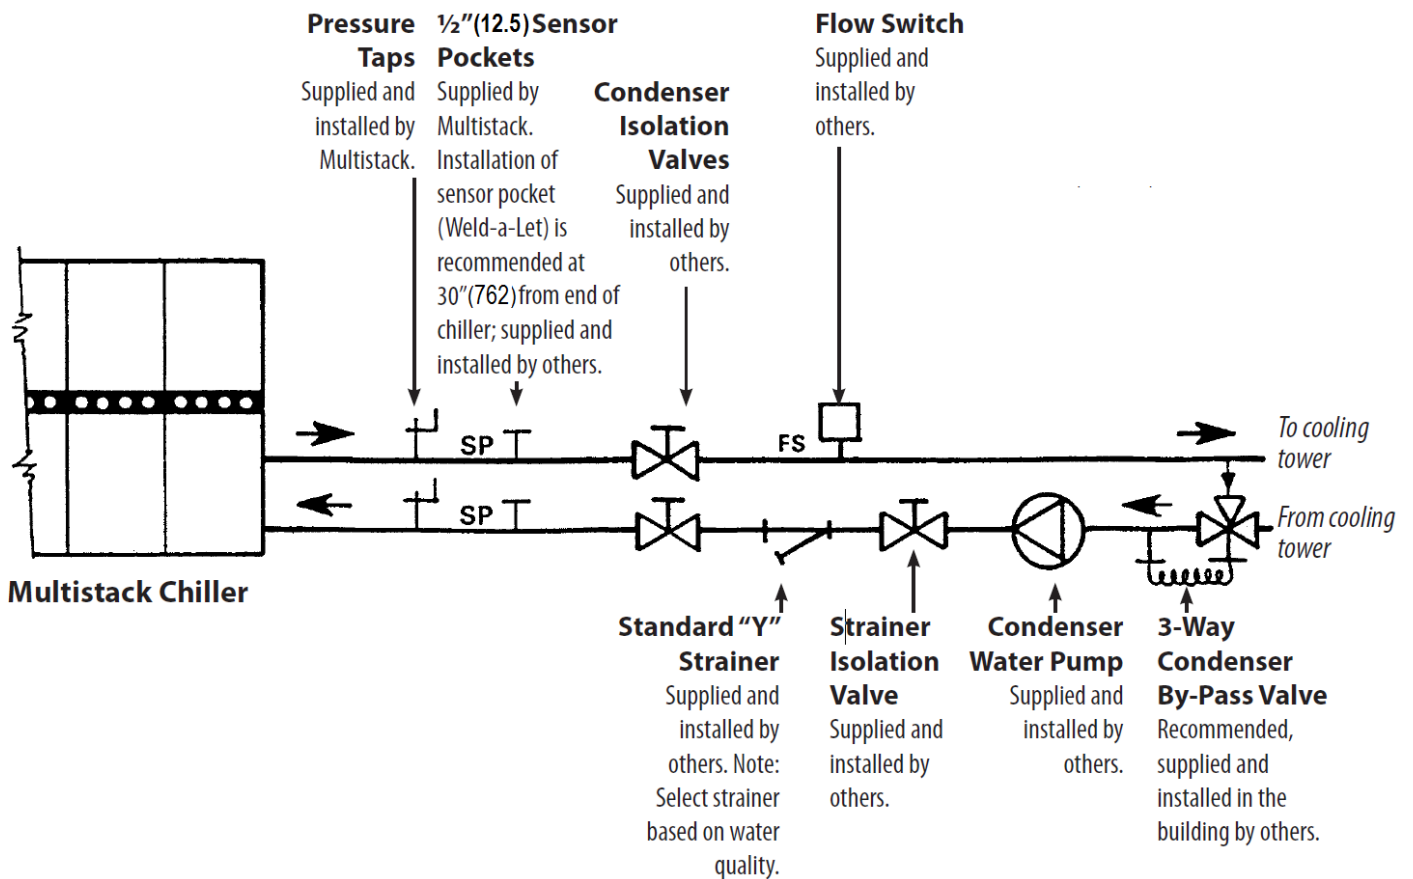 Pressure
Taps
Supplied and
installed by
Multistack.
½”(12.5) Sensor
Pockets
Supplied by
Multistack.
Installation of
sensor pocket
(Weld-a-Let) is
recommended at
30”(762) from end of
chiller; supplied and
installed by others.
Condenser
Isolation
Valves
Supplied and
installed by
others.
Flow Switch
Supplied and
installed by
others.
SP
FS
To cooling
tower
SP
From cooling
tower
Multistack Chiller
Standard “Y”
Strainer
Supplied and
installed by
others. Note:
Select strainer
based on water
quality.
Strainer
Isolation
Valve
Supplied and
installed by
others.
Condenser
Water Pump
Supplied and
installed by
others.
3-Way
Condenser
By-Pass Valve
Recommended,
supplied and
installed in the
building by others.